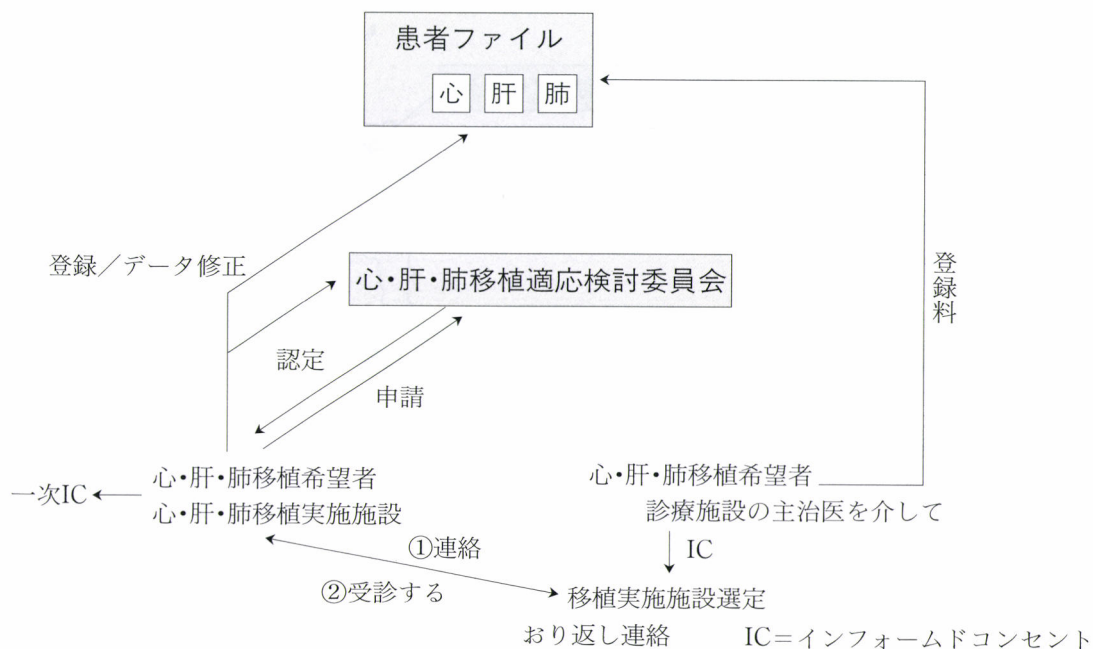 患者ファイル
心 肝 肺
登録／データ修正
心・肝・肺移植適応検討委員会
登録料
認定
申請
一次IC
心・肝・肺移植希望者
心・肝・肺移植実施施設
心・肝・肺移植希望者
診療施設の主治医を介して
①連絡
IC
②受診する
移植実施施設選定
おり返し連絡
IC＝インフォームドコンセント